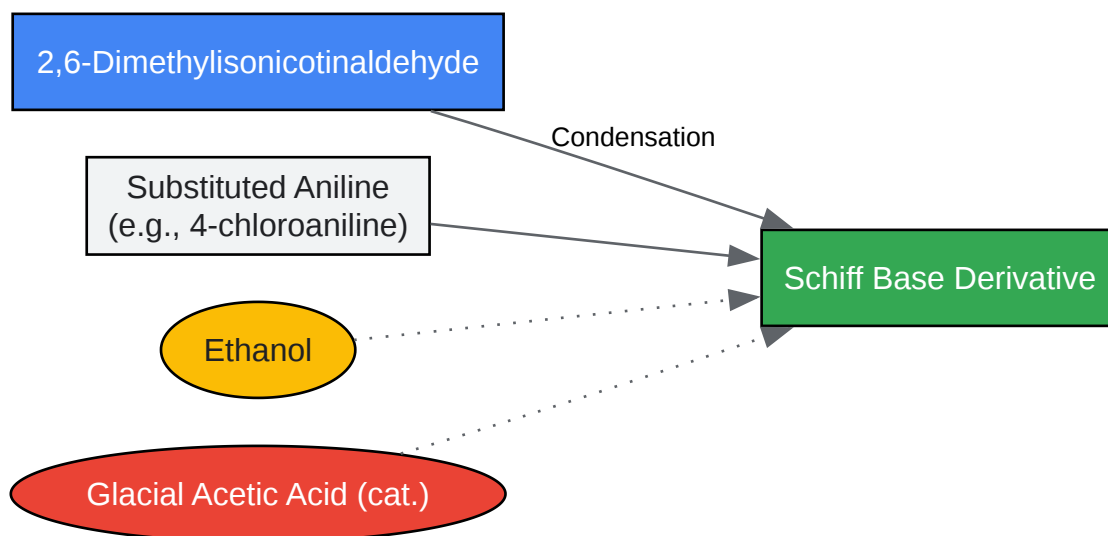 2,6-Dimethylisonicotinaldehyde
Condensation
Substituted Aniline
(e.g., 4-chloroaniline)
Schiff Base Derivative
Ethanol
Glacial Acetic Acid (cat.)